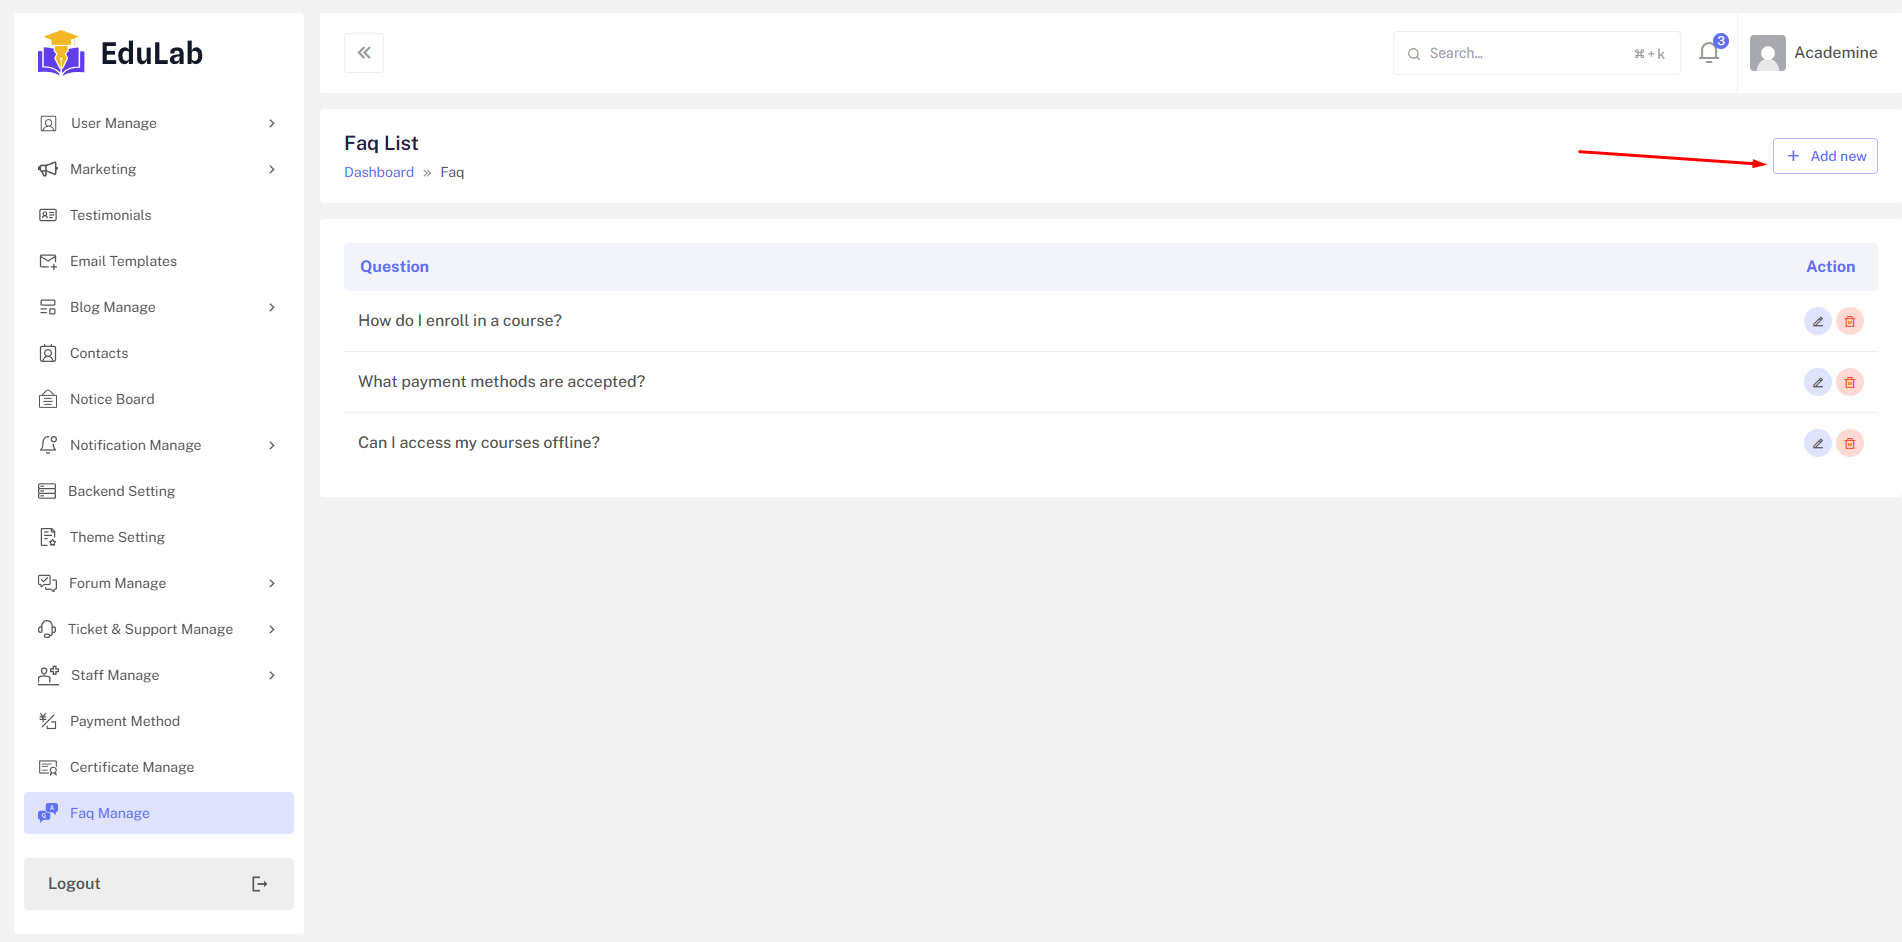 EduLab
User Manage
Marketing
Testimonials
Email Templates
Blog Manage
Contacts
Notice Board
Notification Manage
Backend Setting
Theme Setting
Forum Manage
Ticket & Support Manage
Staff Manage
Payment Method
Certificate Manage
Faq Manage
Logout
Search... ⌘ + k
3
Academine
Faq List
Dashboard » Faq
+ Add new
Question Action
How do I enroll in a course?
What payment methods are accepted?
Can I access my courses offline?